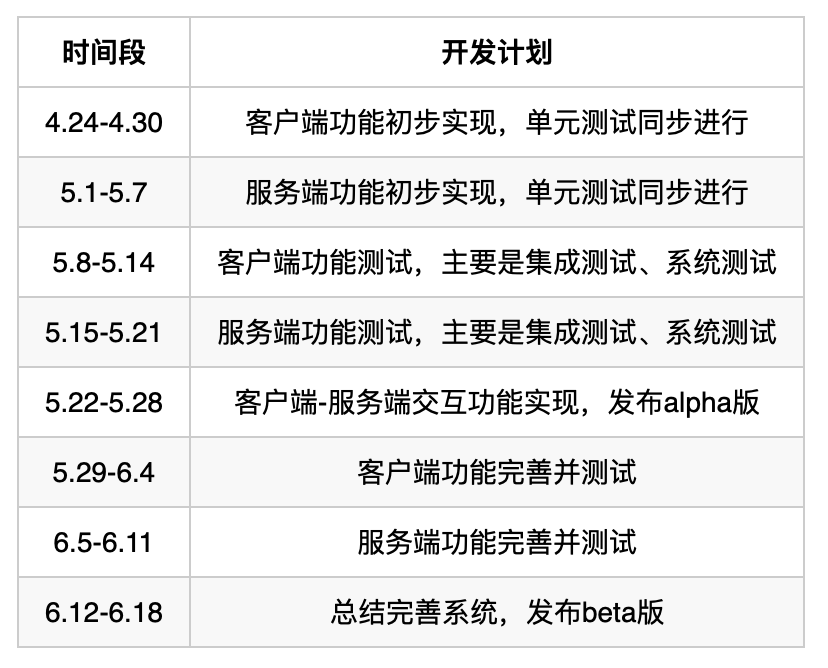 时间段 开发计划
4.24-4.30 客户端功能初步实现，单元测试同步进行
5.1-5.7 服务端功能初步实现，单元测试同步进行
5.8-5.14 客户端功能测试，主要是集成测试、系统测试
5.15-5.21 服务端功能测试，主要是集成测试、系统测试
5.22-5.28 客户端-服务端交互功能实现，发布alpha版
5.29-6.4 客户端功能完善并测试
6.5-6.11 服务端功能完善并测试
6.12-6.18 总结完善系统，发布beta版